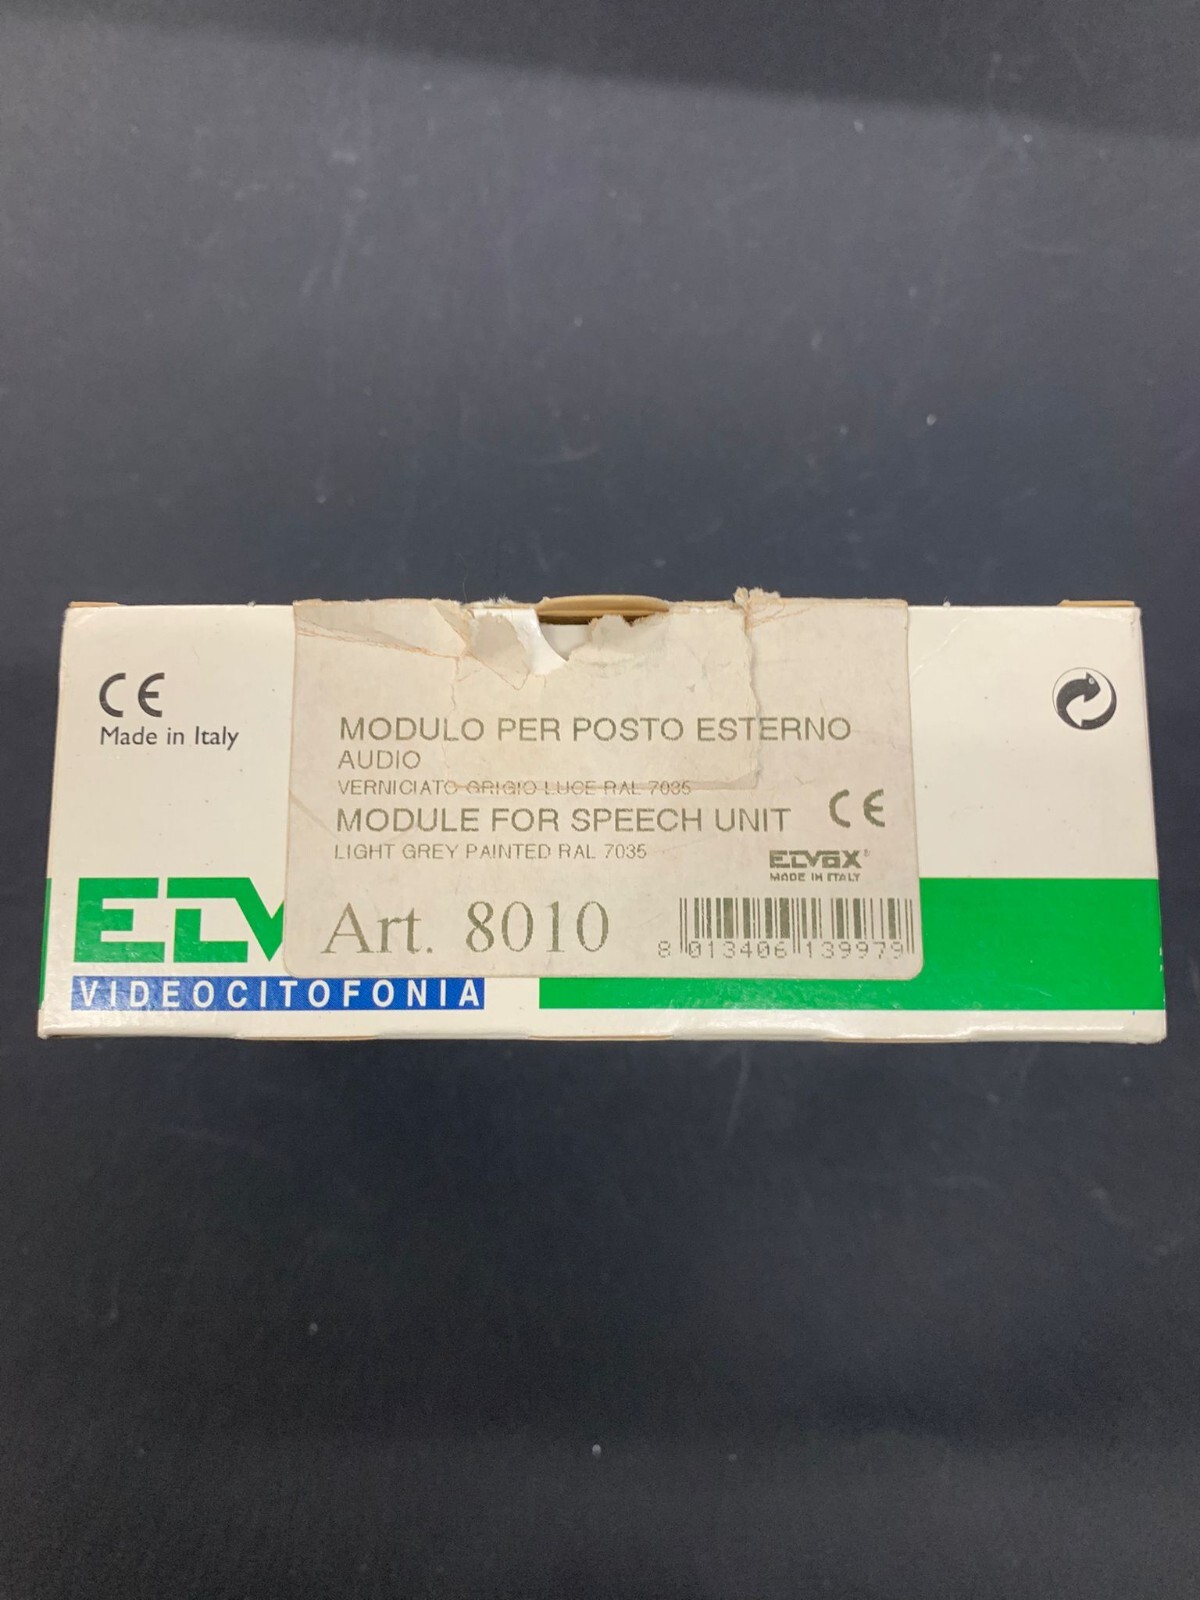 CE
Made in Italy
MODULO PER POSTO ESTERNO
AUDIO
VERNICIATO GRIGIO LUCE RAL 7035
MODULE FOR SPEECH UNIT
CE
LIGHT GREY PAINTED RAL 7035
ELVOX®
MADE IN ITALY
Art. 8010
8 013406 139979
ELV
VIDEOCITOFONIA